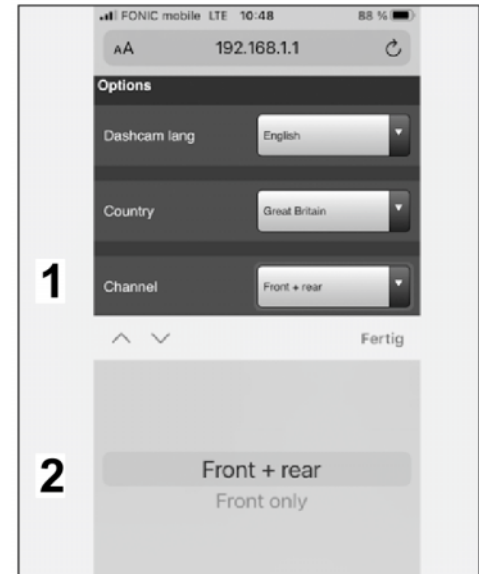 FONIC mobile LTE 10:48 88 %
AA 192.168.1.1
Options
Dashcam lang English
Country Great Britain
1 Channel Front + rear
Fertig
2 Front + rear
Front only